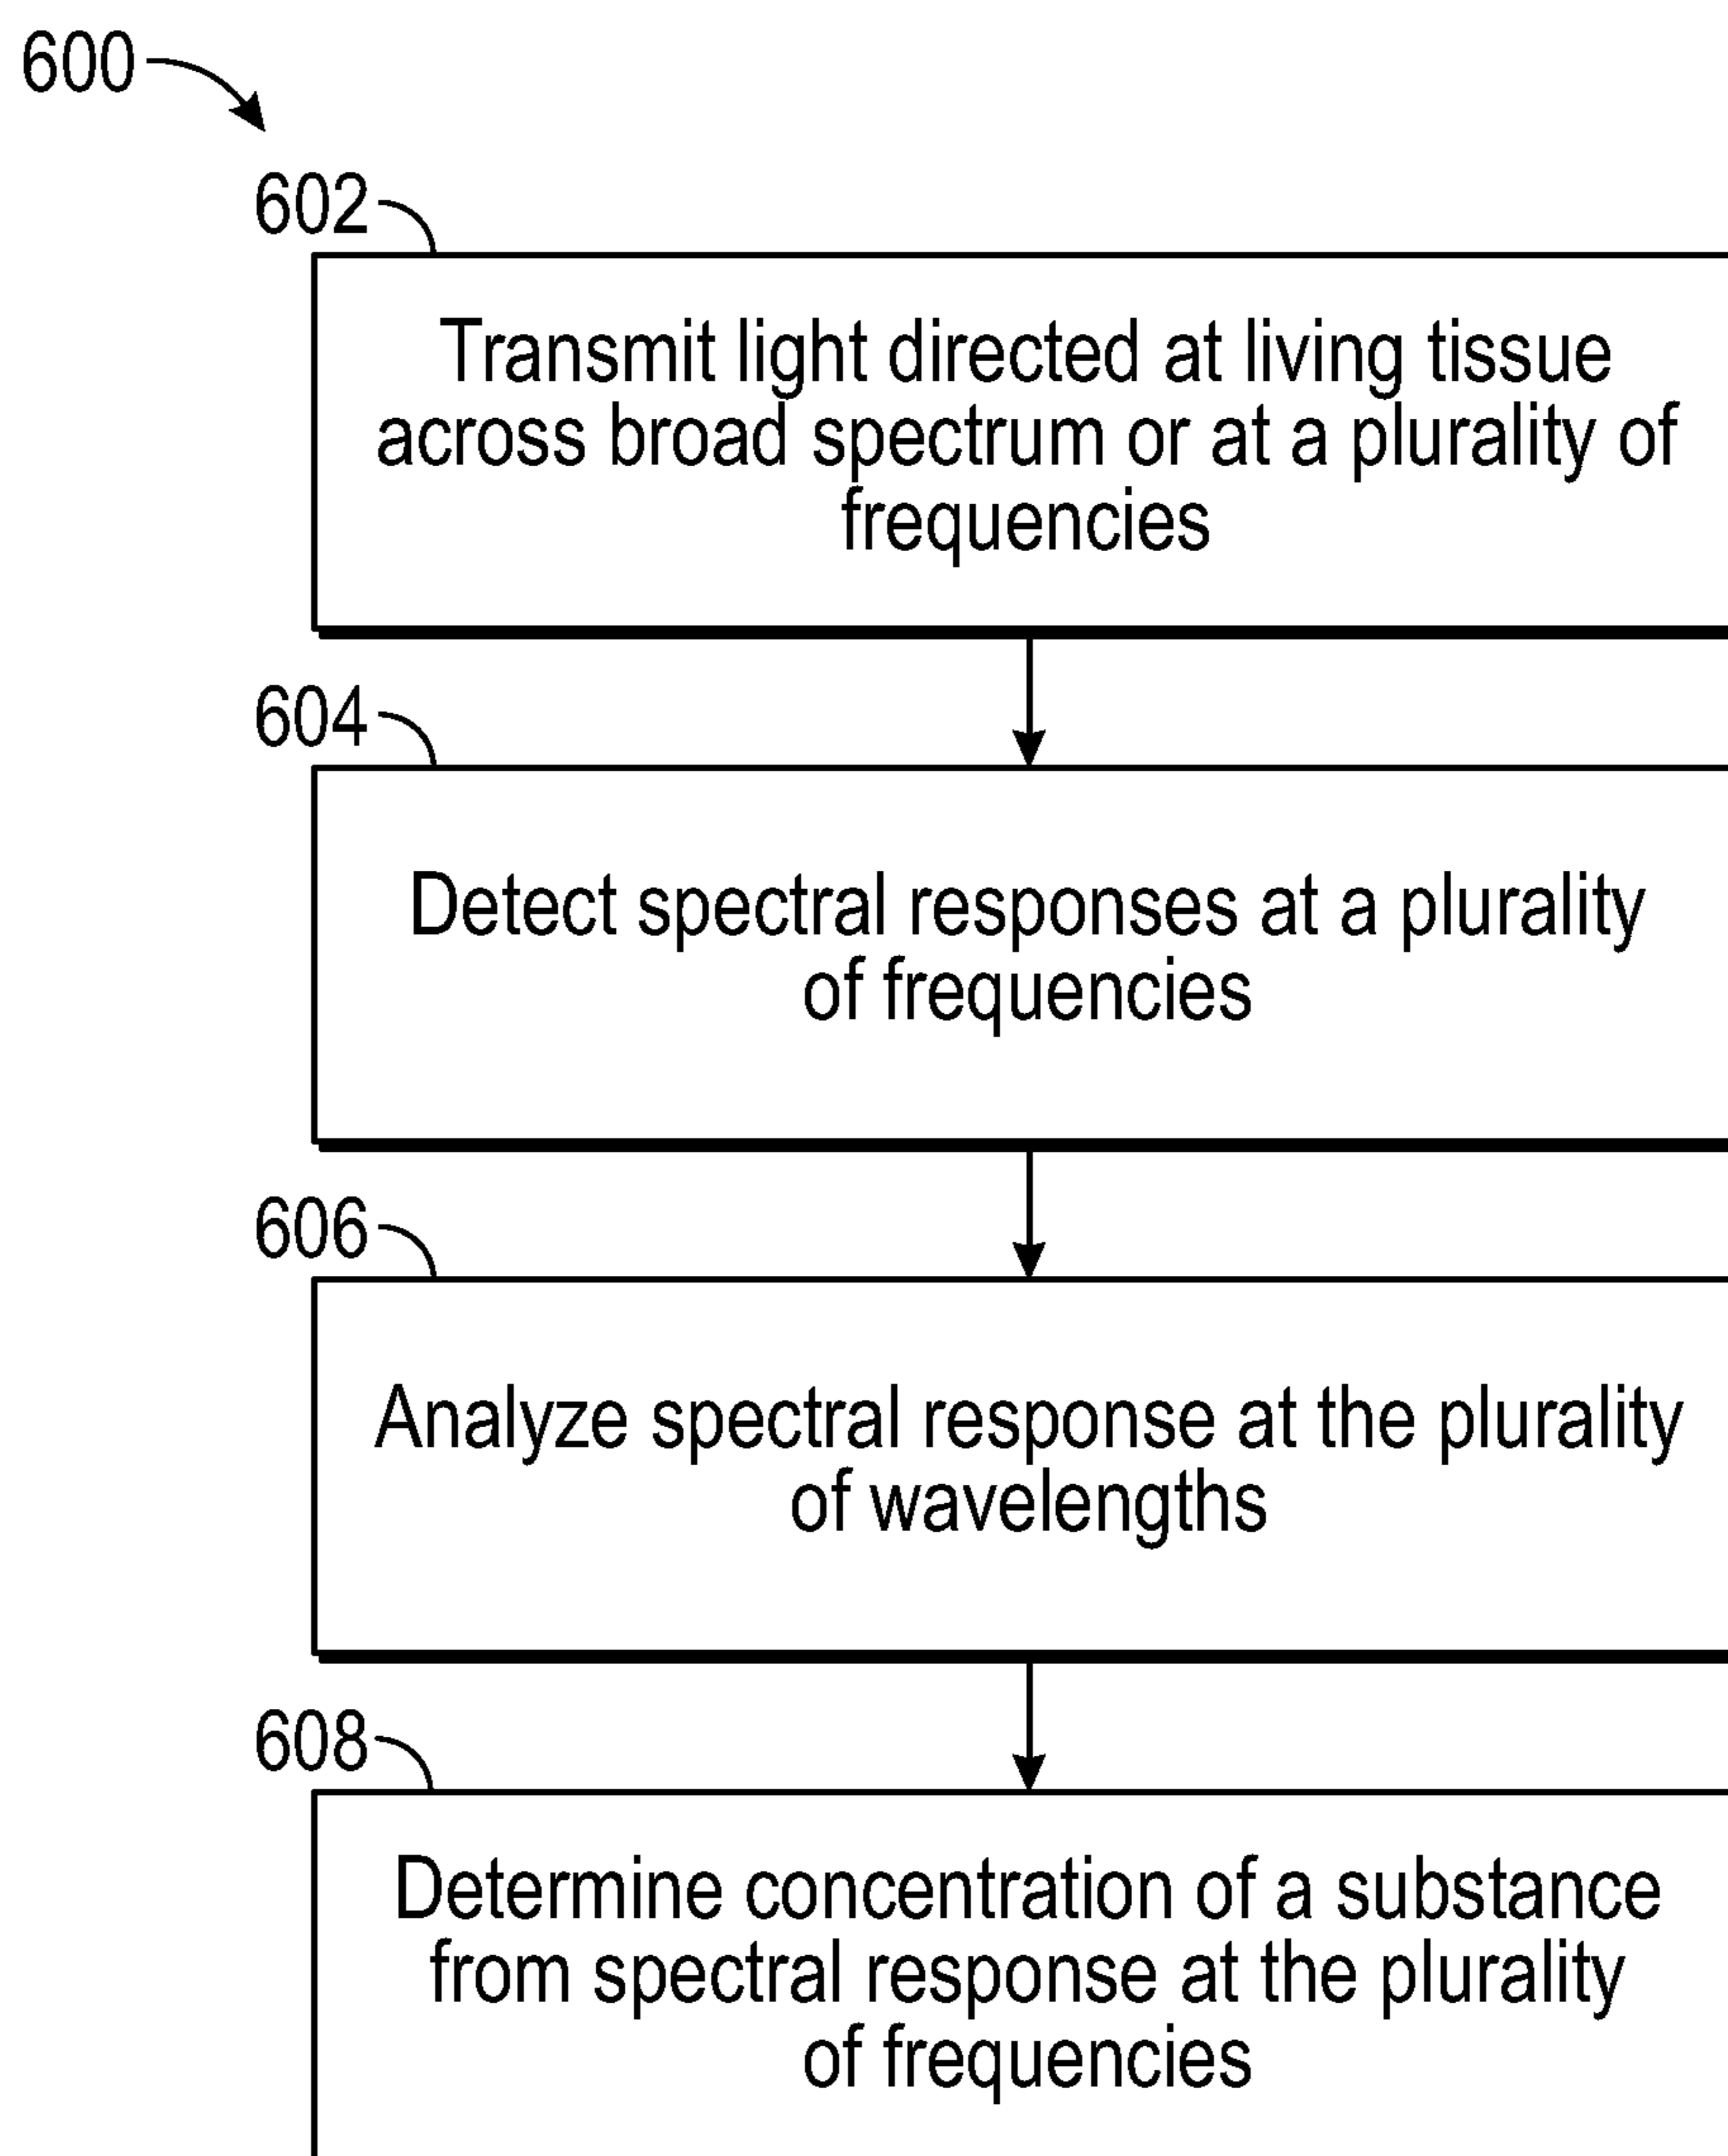 600
602
Transmit light directed at living tissue
across broad spectrum or at a plurality of
frequencies
604
Detect spectral responses at a plurality
of frequencies
606
Analyze spectral response at the plurality
of wavelengths
608
Determine concentration of a substance
from spectral response at the plurality
of frequencies